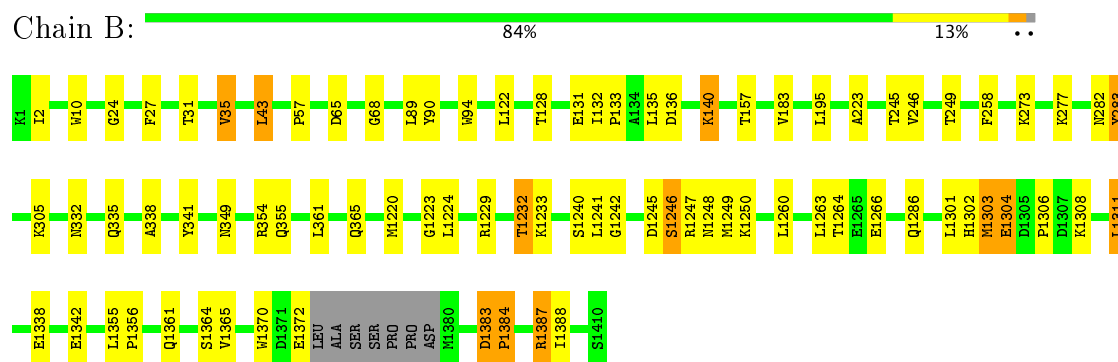 Chain B:
84% 13% • •
K1 I2 W10 G24 F27 T31 V35 L43 P57 D65 G68 L89 Y90 W94 L122 T128 E131 I132 P133 A134 L135 D136 K140 T157 V183 L195 A223 T245 V246 T249 F258 K273 K277 N282 Y283
K305 N332 Q335 A338 Y341 N349 R354 Q355 L361 Q365 M1220 G1223 L1224 R1229 T1232 K1233 S1240 L1241 G1242 D1245 S1246 R1247 N1248 M1249 K1250 L1260 L1263 T1264 E1265 E1266 Q1286 L1301 H1302 M1303 E1304 D1305 P1306 D1307 K1308 L1311
E1338 E1342 L1355 P1356 Q1361 S1364 V1365 W1370 D1371 E1372 LEU ALA SER SER PRO PRO ASP M1380 D1383 P1384 R1387 I1388 S1410